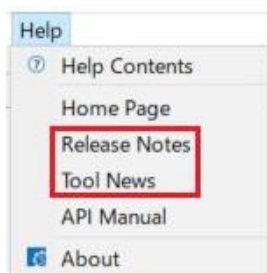 Help
Help Contents
Home Page
Release Notes
Tool News
API Manual
About